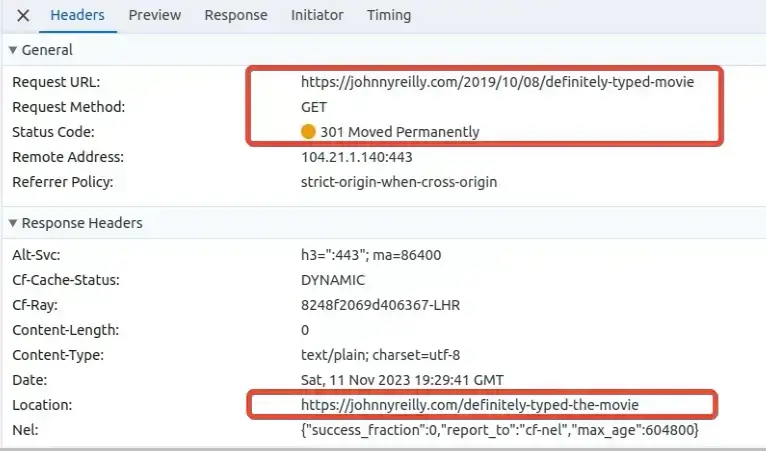 Headers Preview Response Initiator Timing
General
Request URL: https://johnnyreilly.com/2019/10/08/definitely-typed-movie
Request Method: GET
Status Code: 301 Moved Permanently
Remote Address: 104.21.1.140:443
Referrer Policy: strict-origin-when-cross-origin
Response Headers
Alt-Svc: h3=":443"; ma=86400
Cf-Cache-Status: DYNAMIC
Cf-Ray: 8248f2069d406367-LHR
Content-Length: 0
Content-Type: text/plain; charset=utf-8
Date: Sat, 11 Nov 2023 19:29:41 GMT
Location: https://johnnyreilly.com/definitely-typed-the-movie
Nel: {"success_fraction":0,"report_to":"cf-nel","max_age":604800}